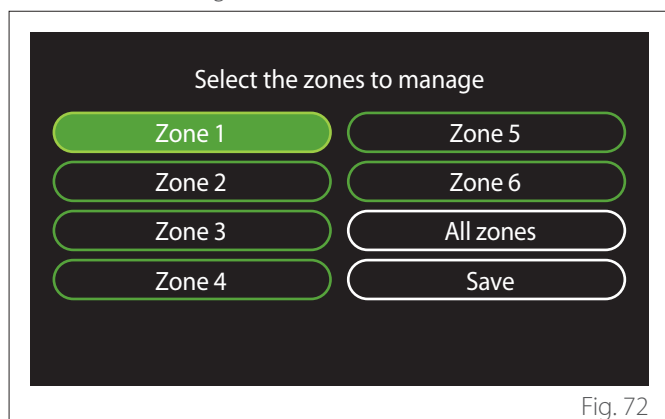 Select the zones to manage
Zone 1
Zone 5
Zone 2
Zone 6
Zone 3
All zones
Zone 4
Save
Fig. 72